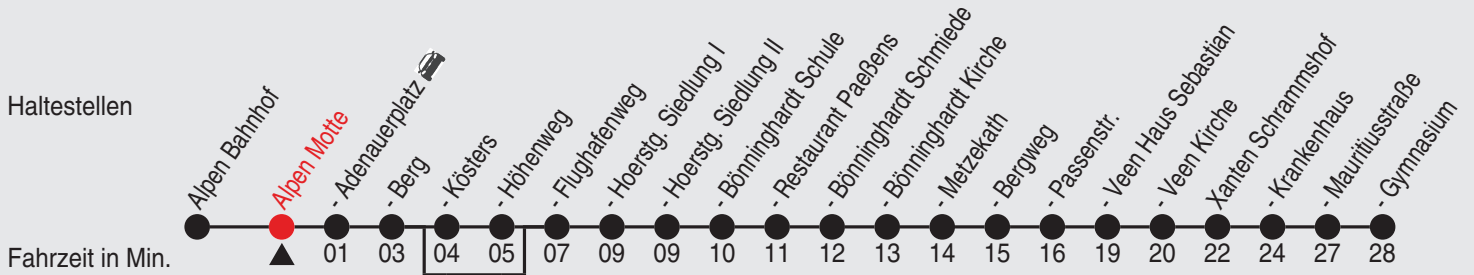 Haltestellen
Alpen Bahnhof
Alpen Motte
- Adenauerplatz
- Berg
- Kösters
- Höhenweg
- Flughafenweg
- Hoerstg. Siedlung I
- Hoerstg. Siedlung II
- Bönninghardt Schule
- Restaurant Paeßens
- Bönninghardt Schmiede
- Bönninghardt Kirche
- Metzekath
- Bergweg
- Passenstr.
- Veen Haus Sebastian
- Veen Kirche
Xanten Schrammshof
- Krankenhaus
- Mauritiusstraße
- Gymnasium
Fahrzeit in Min. 01 03 04 05 07 09 09 10 11 12 13 14 15 16 19 20 22 24 27 28